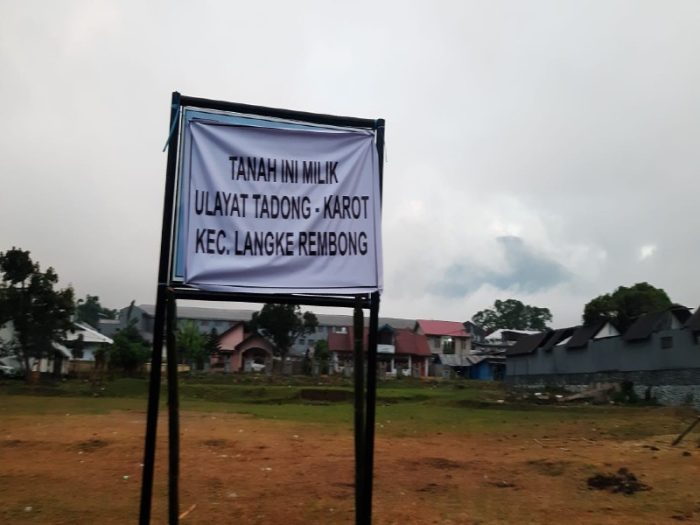 TANAH INI MILIK
ULAYAT TADONG - KAROT
KEC. LANGKE REMBONG